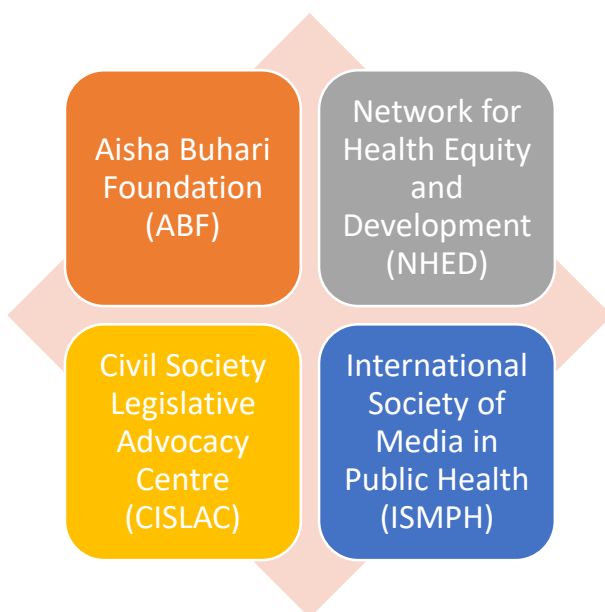 Aisha Buhari
Foundation
(ABF)
Network for
Health Equity
and
Development
(NHED)
Civil Society
Legislative
Advocacy
Centre
(CISLAC)
International
Society of
Media in
Public Health
(ISMPH)